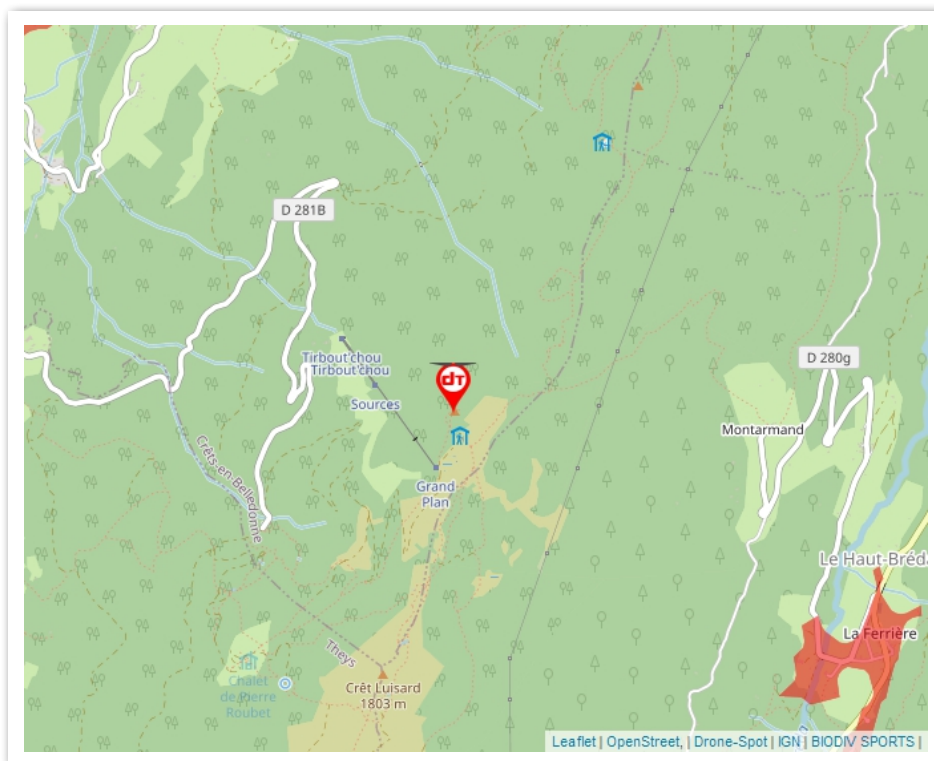 D 281B
Tirbout'chou
Tirbout'chou
Sources
dT
D 280g
Montarmand
Crêts-en-Belledonne
Grand
Plan
Le Haut-Bréda
La Ferrière
Theys
Chalet
de Pierre
Roubet
Crêt Luisard
1803 m
Leaflet | OpenStreet, | Drone-Spot | IGN | BIODIV SPORTS |